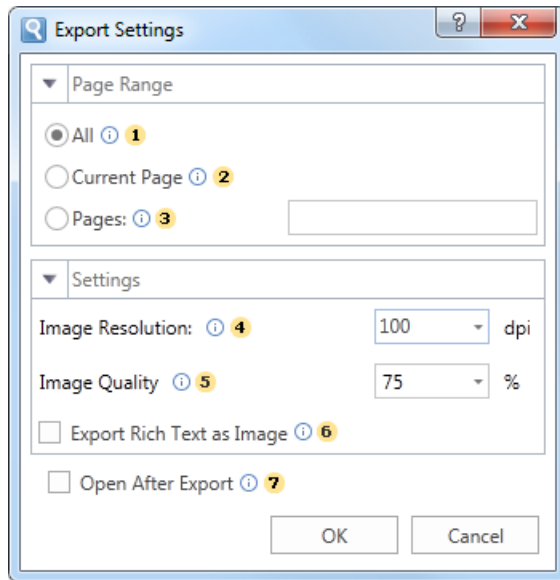 Export Settings ? X
Page Range
All 1
Current Page 2
Pages: 3
Settings
Image Resolution: 4 100 dpi
Image Quality 5 75 %
Export Rich Text as Image 6
Open After Export 7
OK Cancel